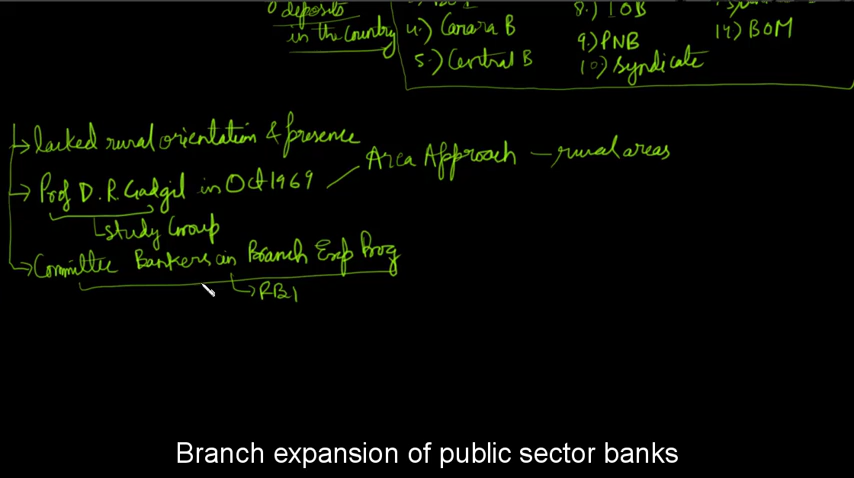 deposits
in the Country
4.) Canara B
5.) Central B
8.) IOB
9.) PNB
10.) Syndicate
14) BOM
lacked rural orientation & presence
Prof D. R. Gadgil in Oct 1969
Area Approach — rural areas
study Group
Committee Bankers on Branch Exp Prog
RBI
Branch expansion of public sector banks